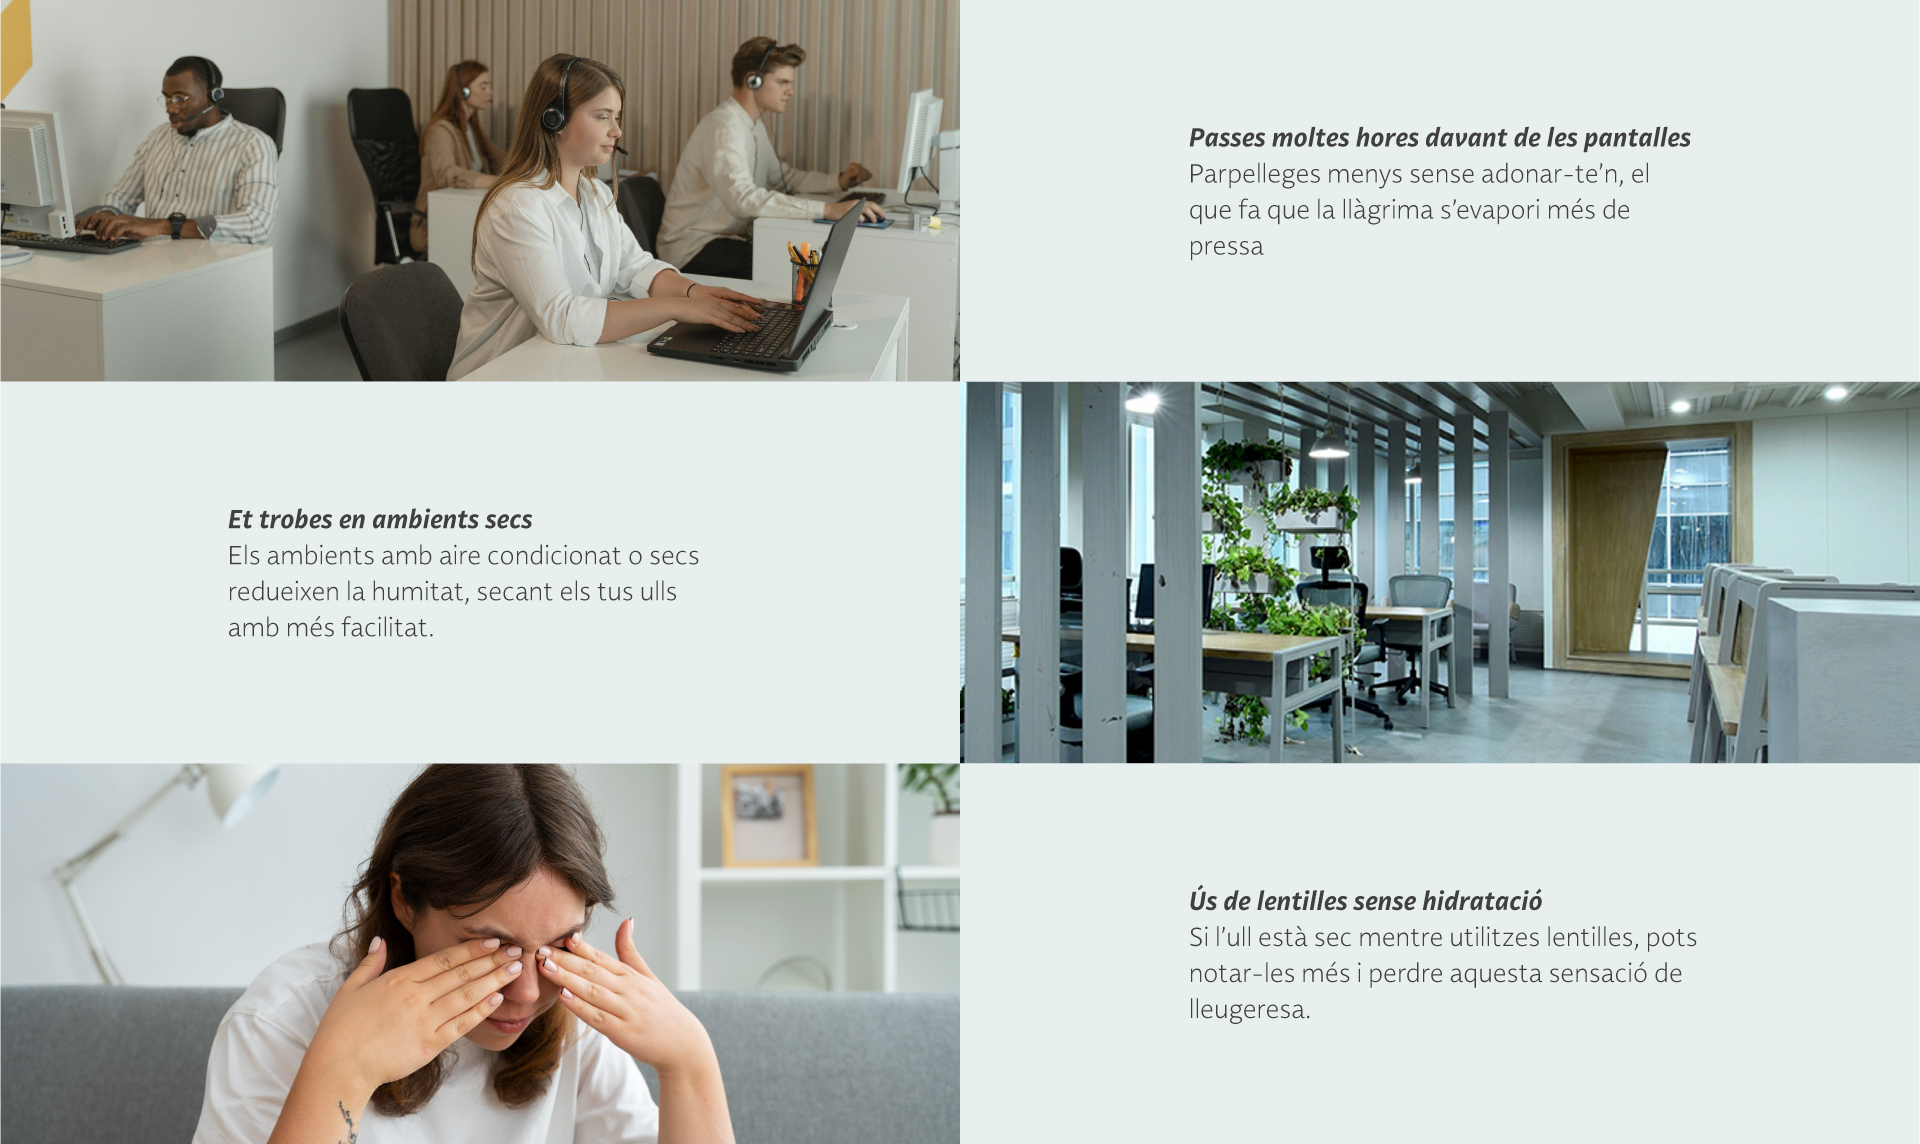 Passes moltes hores davant de les pantalles
Parpelleges menys sense adonar-te’n, el
que fa que la llàgrima s’evapori més de
pressa
Et trobes en ambients secs
Els ambients amb aire condicionat o secs
redueixen la humitat, secant els tus ulls
amb més facilitat.
Ús de lentilles sense hidratació
Si l’ull està sec mentre utilitzes lentilles, pots
notar-les més i perdre aquesta sensació de
lleugeresa.